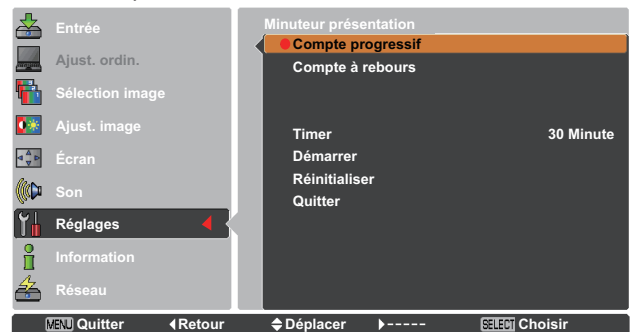 Entrée
Ajust. ordin.
Sélection image
Ajust. image
Écran
Son
Réglages
Information
Réseau
Minuteur présentation
Compte progressif
Compte à rebours
Timer 30 Minute
Démarrer
Réinitialiser
Quitter
MENU Quitter Retour Déplacer ----- SELECT Choisir